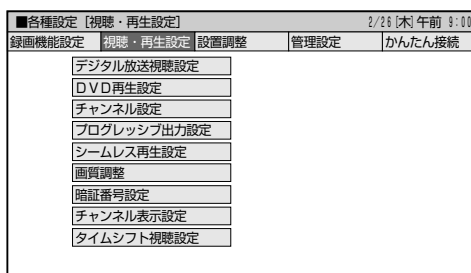 ■各種設定［視聴・再生設定］ 2/26［木］午前 9:00
録画機能設定 視聴・再生設定 設置調整 管理設定 かんたん接続
デジタル放送視聴設定
ＤＶＤ再生設定
チャンネル設定
プログレッシブ出力設定
シームレス再生設定
画質調整
暗証番号設定
チャンネル表示設定
タイムシフト視聴設定